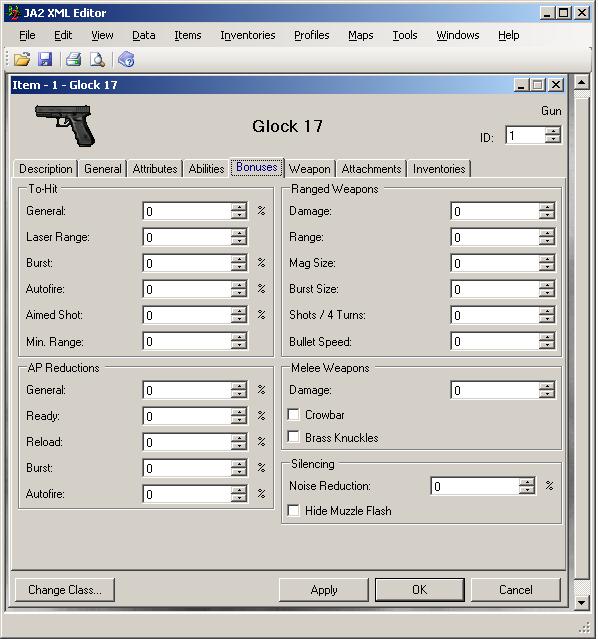 JA2 XML Editor
File Edit View Data Items Inventories Profiles Maps Tools Windows Help
Item - 1 - Glock 17
Gun
Glock 17
ID: 1
Description General Attributes Abilities Bonuses Weapon Attachments Inventories
To-Hit
General: 0 %
Laser Range: 0
Burst: 0 %
Autofire: 0 %
Aimed Shot: 0 %
Min. Range: 0
AP Reductions
General: 0 %
Ready: 0 %
Reload: 0 %
Burst: 0 %
Autofire: 0 %
Ranged Weapons
Damage: 0
Range: 0
Mag Size: 0
Burst Size: 0
Shots / 4 Turns: 0
Bullet Speed: 0
Melee Weapons
Damage: 0
Crowbar
Brass Knuckles
Silencing
Noise Reduction: 0 %
Hide Muzzle Flash
Change Class... Apply OK Cancel